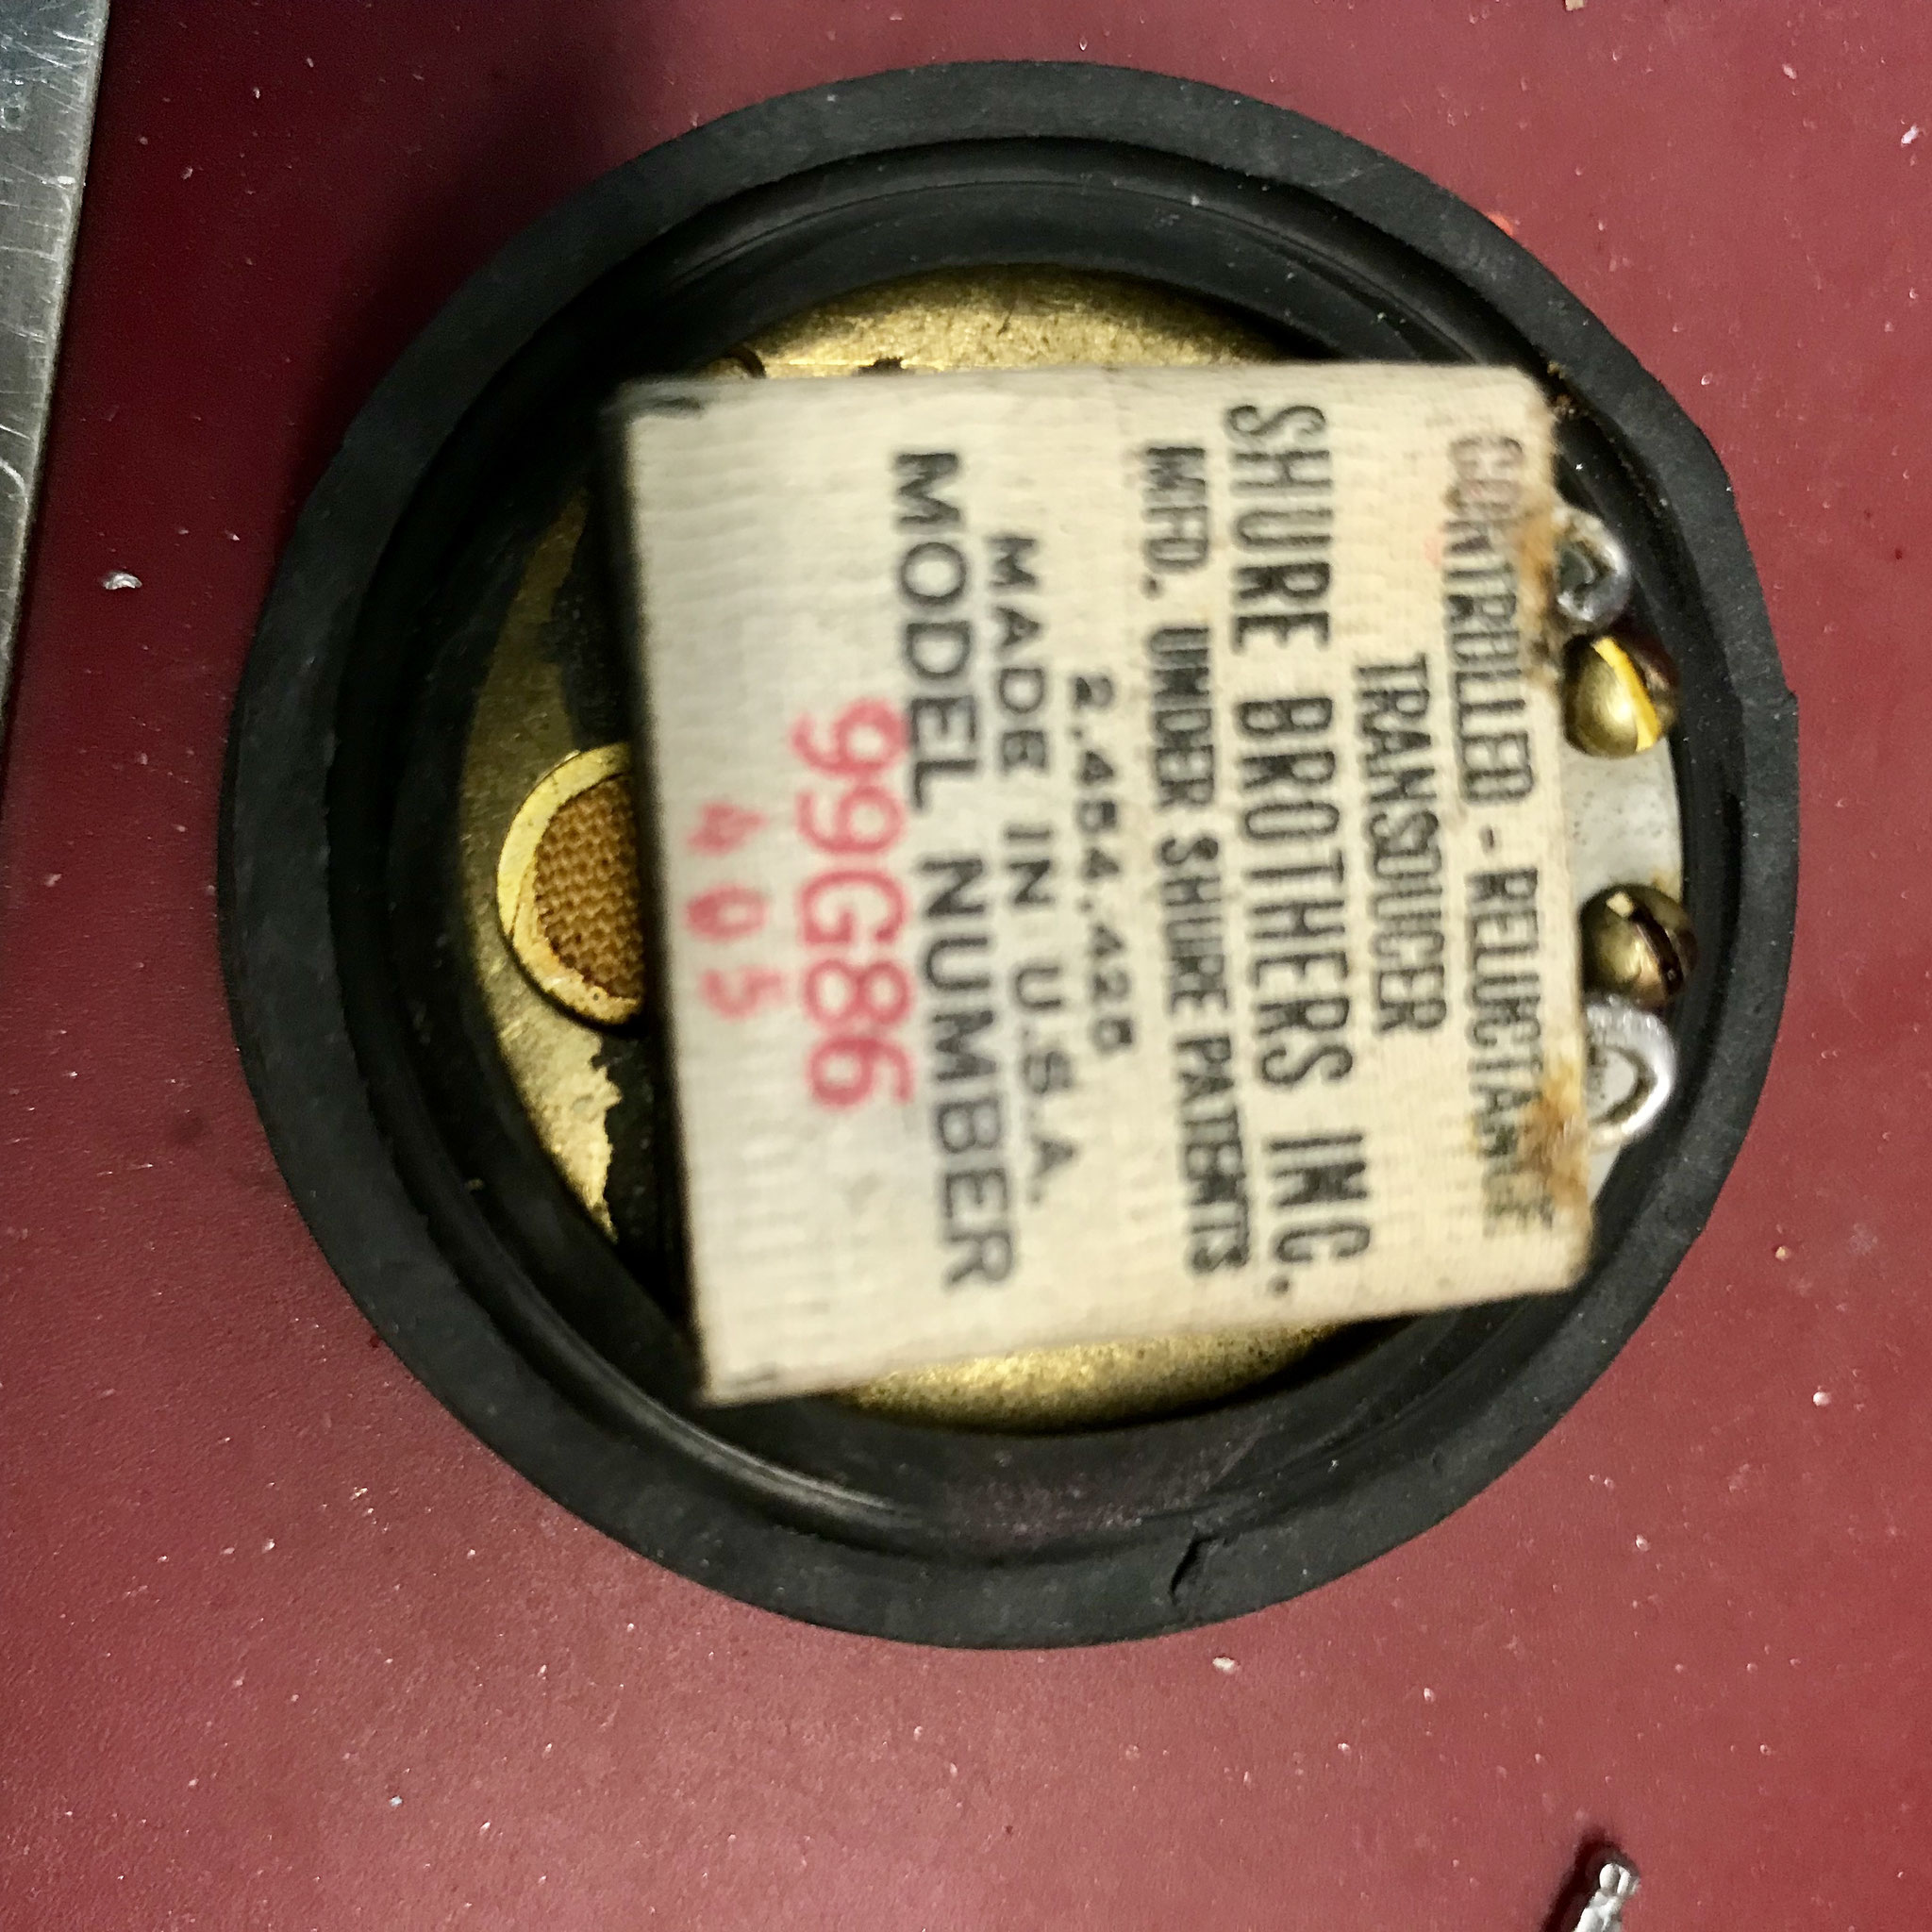 CONTROLLED - RELUCTANCE
TRANSDUCER
SHURE BROTHERS INC.
MFD. UNDER SHURE PATENTS
2,454,425
MADE IN U.S.A.
MODEL NUMBER
99G86
405